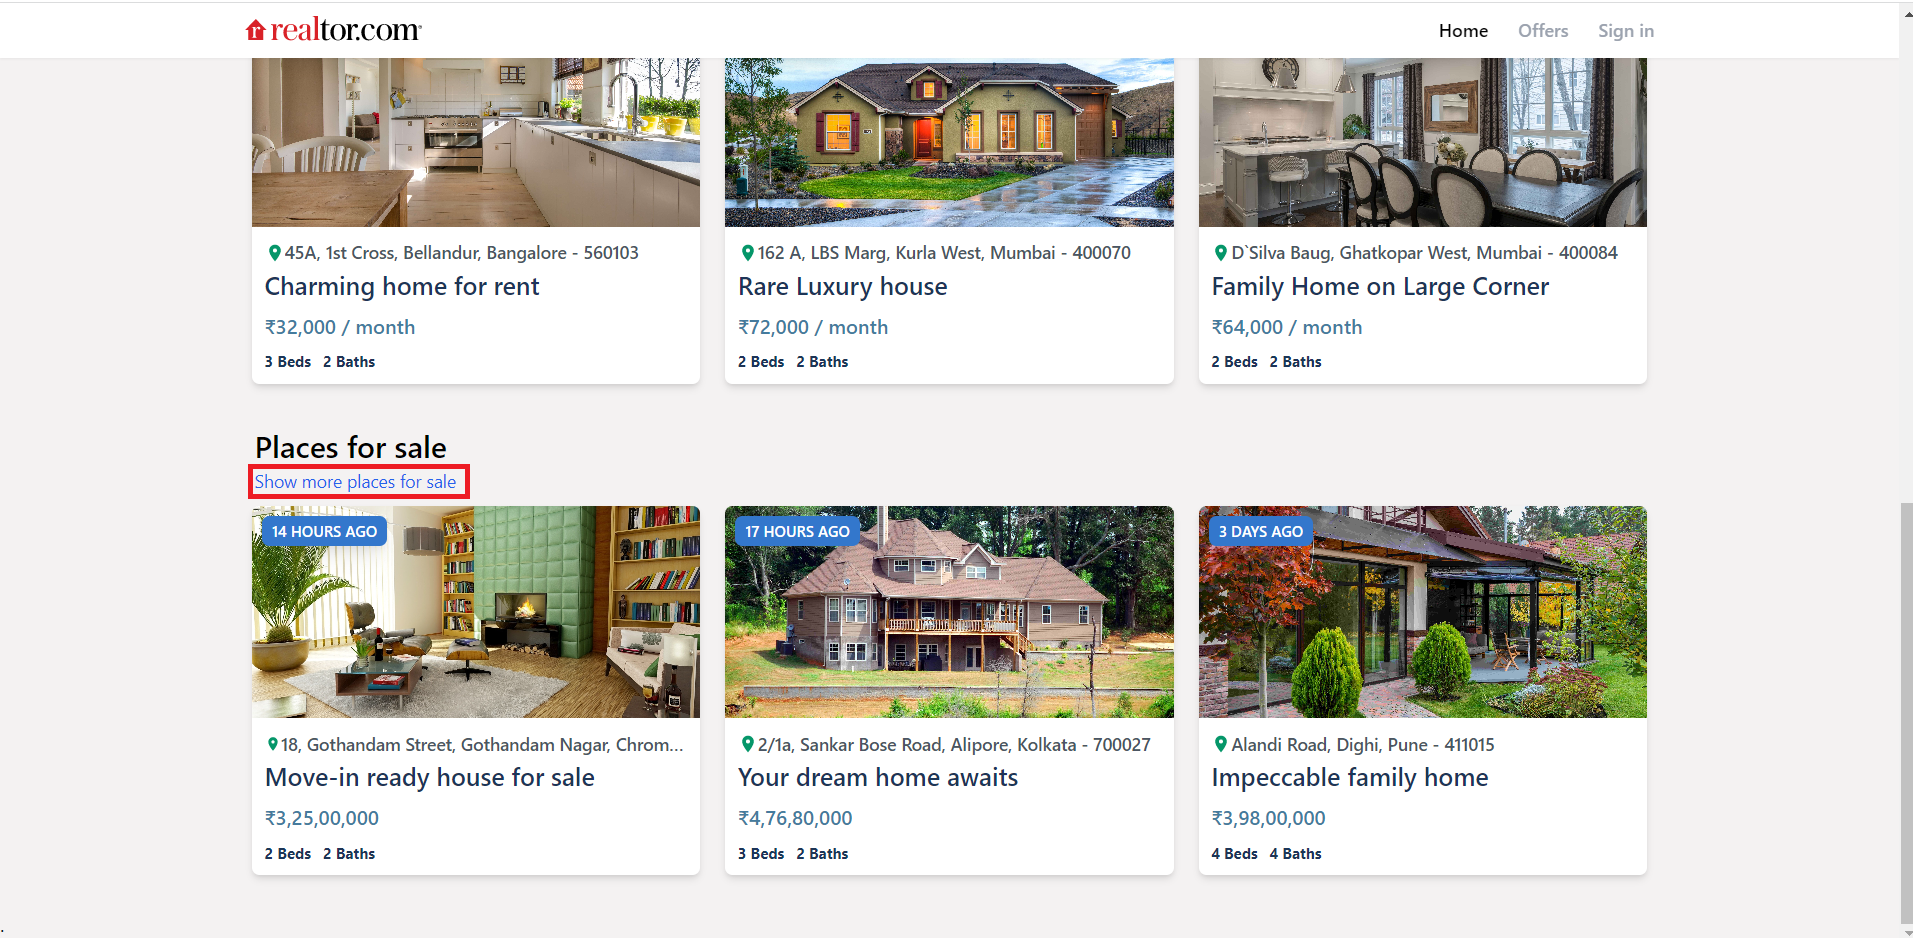 realtor.com
Home Offers Sign in
45A, 1st Cross, Bellandur, Bangalore - 560103
Charming home for rent
₹32,000 / month
3 Beds 2 Baths
162 A, LBS Marg, Kurla West, Mumbai - 400070
Rare Luxury house
₹72,000 / month
2 Beds 2 Baths
D`Silva Baug, Ghatkopar West, Mumbai - 400084
Family Home on Large Corner
₹64,000 / month
2 Beds 2 Baths
Places for sale
Show more places for sale
14 HOURS AGO
18, Gothandam Street, Gothandam Nagar, Chrom...
Move-in ready house for sale
₹3,25,00,000
2 Beds 2 Baths
17 HOURS AGO
2/1a, Sankar Bose Road, Alipore, Kolkata - 700027
Your dream home awaits
₹4,76,80,000
3 Beds 2 Baths
3 DAYS AGO
Alandi Road, Dighi, Pune - 411015
Impeccable family home
₹3,98,00,000
4 Beds 4 Baths
.